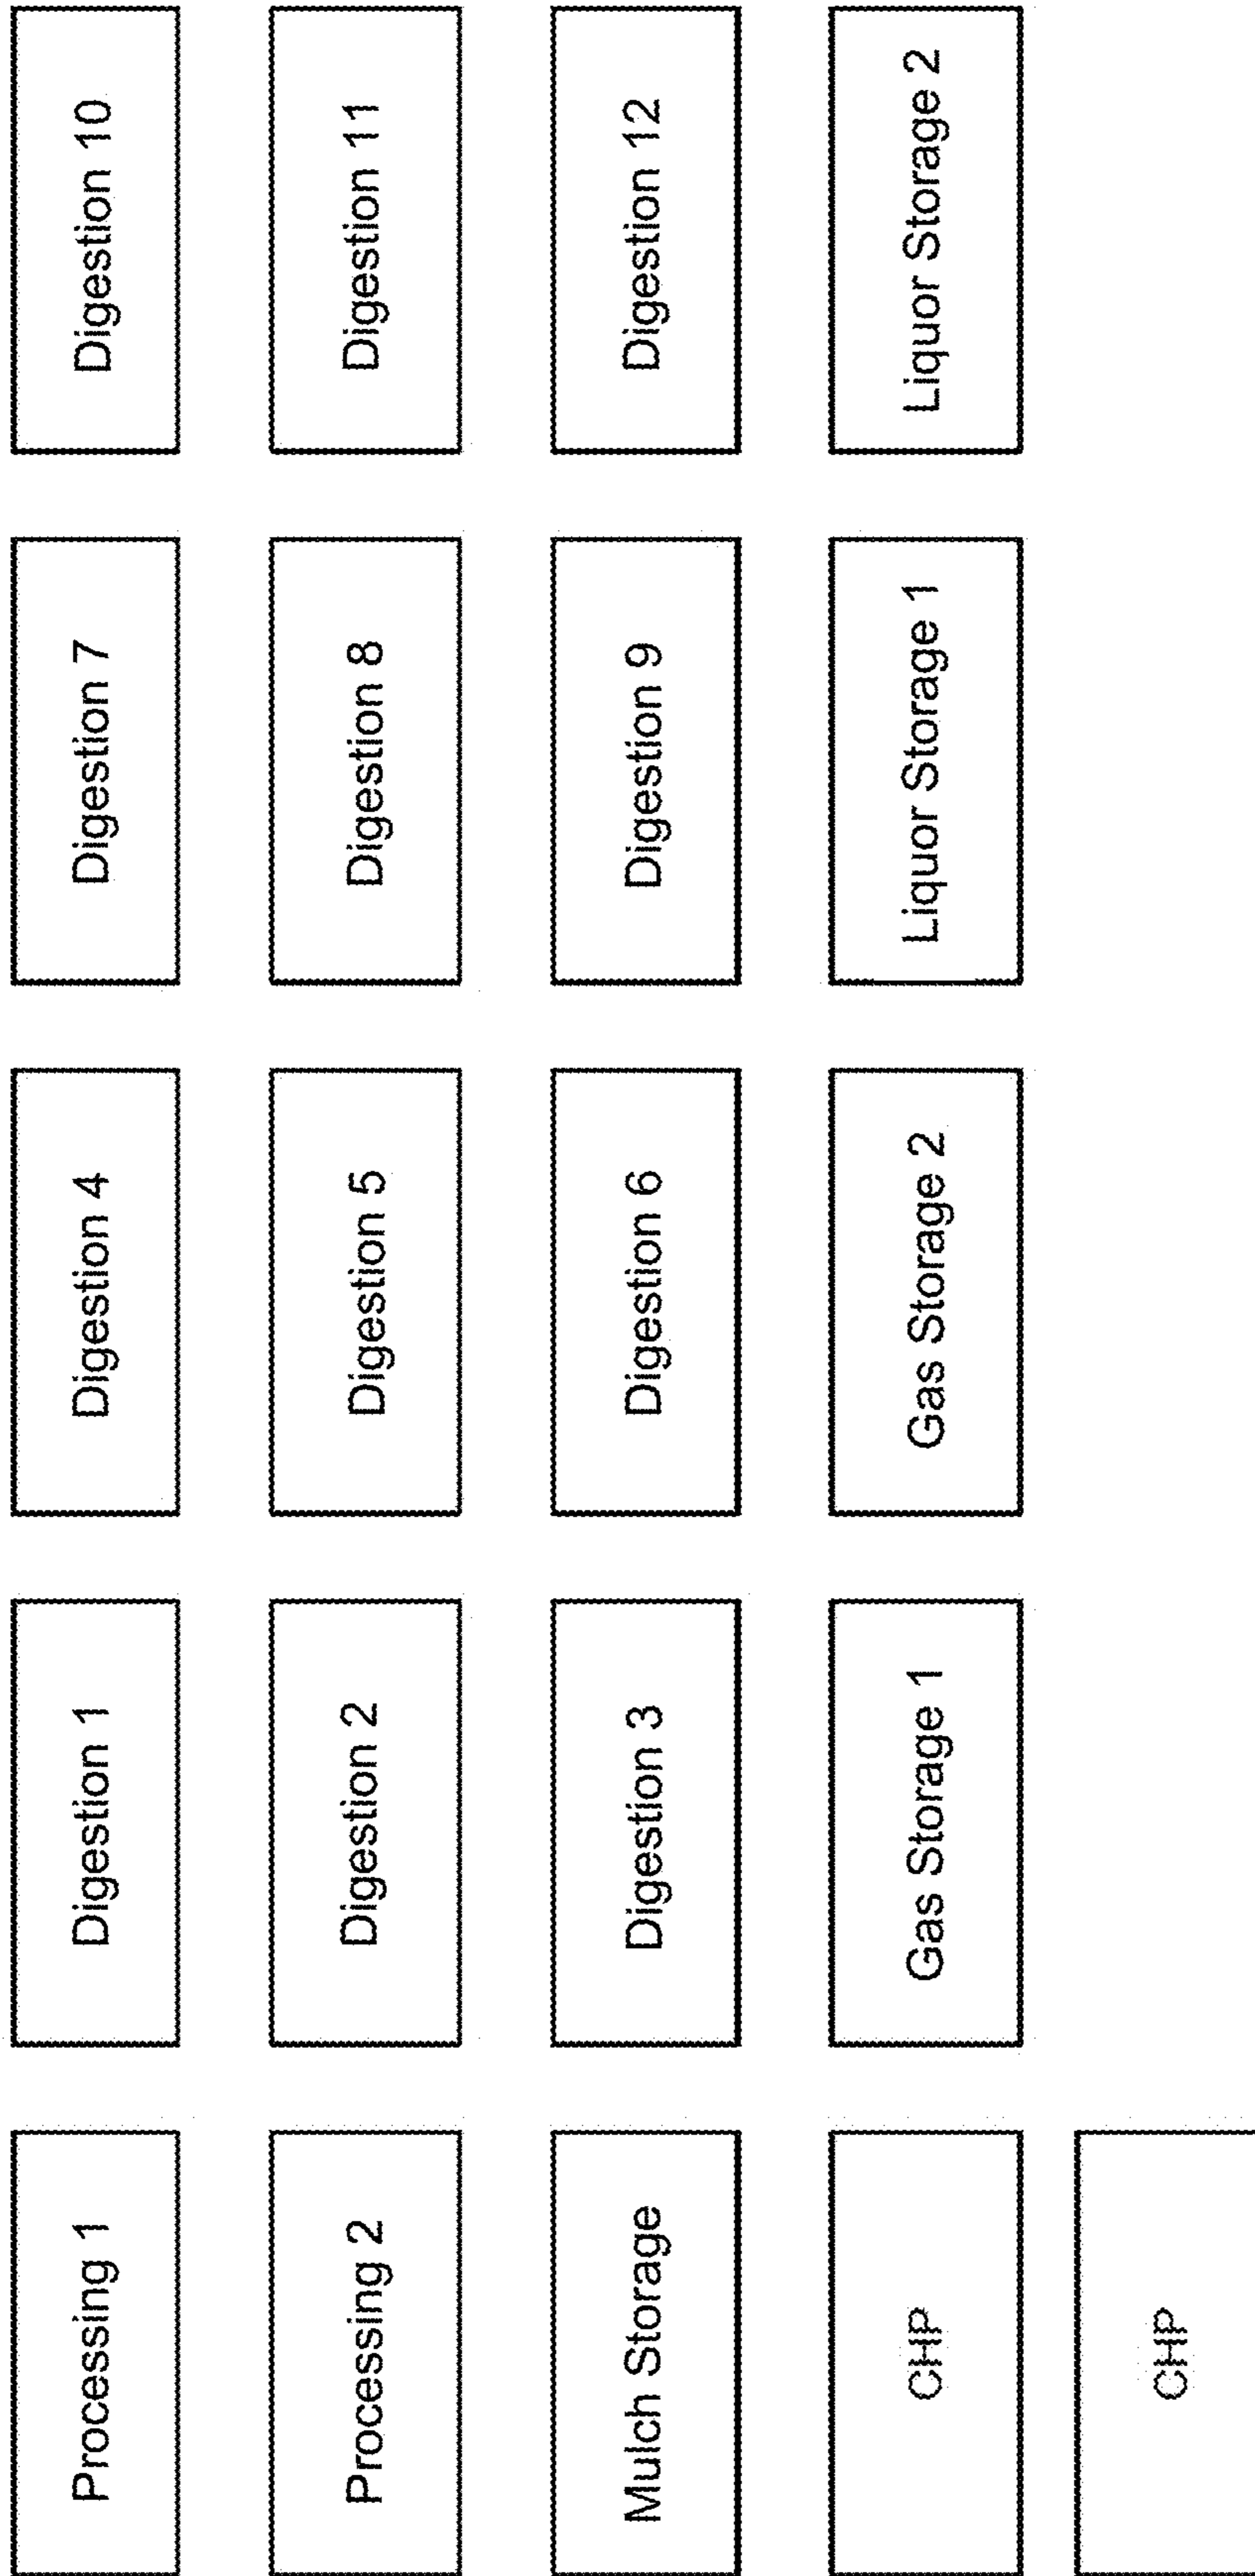 Processing 1
Digestion 1
Digestion 4
Digestion 7
Digestion 10
Processing 2
Digestion 2
Digestion 5
Digestion 8
Digestion 11
Mulch Storage
Digestion 3
Digestion 6
Digestion 9
Digestion 12
CHP
Gas Storage 1
Gas Storage 2
Liquor Storage 1
Liquor Storage 2
CHP